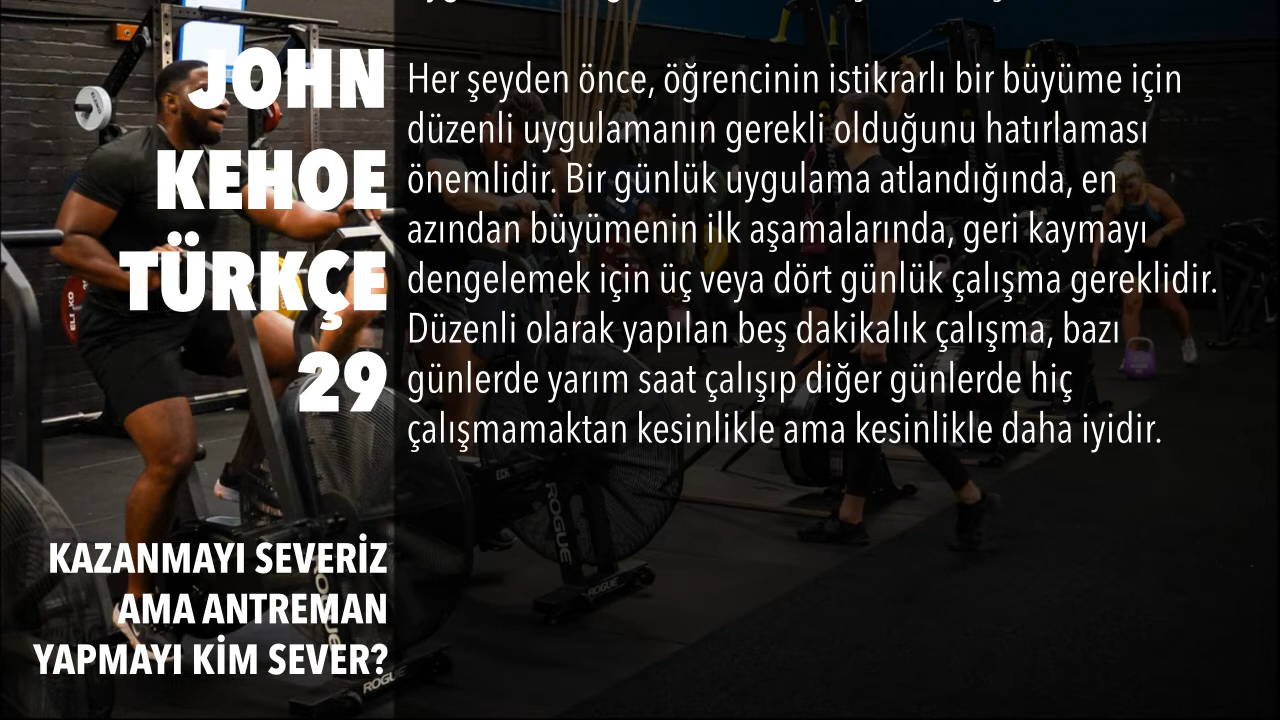 JOHN
KEHOE
TÜRKÇE
29
KAZANMAYI SEVERİZ
AMA ANTREMAN
YAPMAYI KİM SEVER?
Her şeyden önce, öğrencinin istikrarlı bir büyüme için
düzenli uygulamanın gerekli olduğunu hatırlaması
önemlidir. Bir günlük uygulama atlandığında, en
azından büyümenin ilk aşamalarında, geri kaymayı
dengelemek için üç veya dört günlük çalışma gereklidir.
Düzenli olarak yapılan beş dakikalık çalışma, bazı
günlerde yarım saat çalışıp diğer günlerde hiç
çalışmamaktan kesinlikle ama kesinlikle daha iyidir.
ROGUE
ROGUE
ROGUE
ROGUE